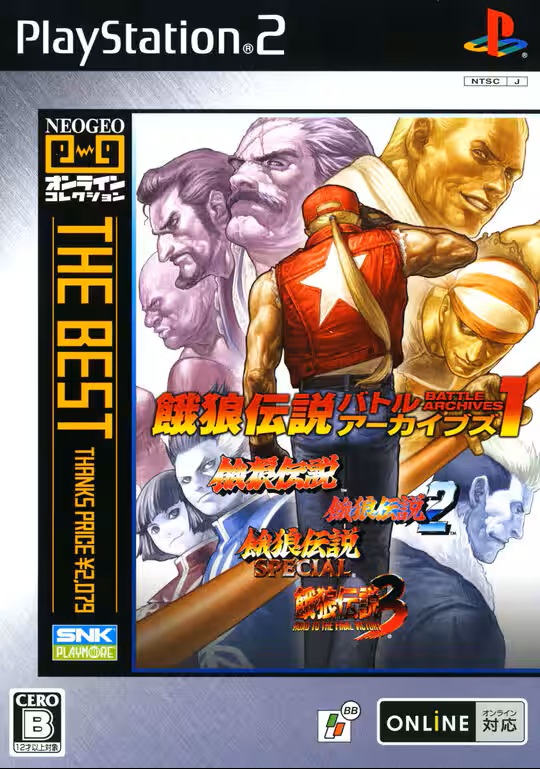 PlayStation®2
NTSC J
NEOGEO
オンライン
コレクション
THE BEST
THANKS PRICE ¥2,079
餓狼伝説 バトル
アーカイブス1
BATTLE
ARCHIVES
餓狼伝説
餓狼伝説2
餓狼伝説
SPECIAL
餓狼伝説3
ROAD TO THE FINAL VICTORY
SNK
PLAYMORE
CERO
B
12才以上対象
BB
ONLiNE
オンライン
対応